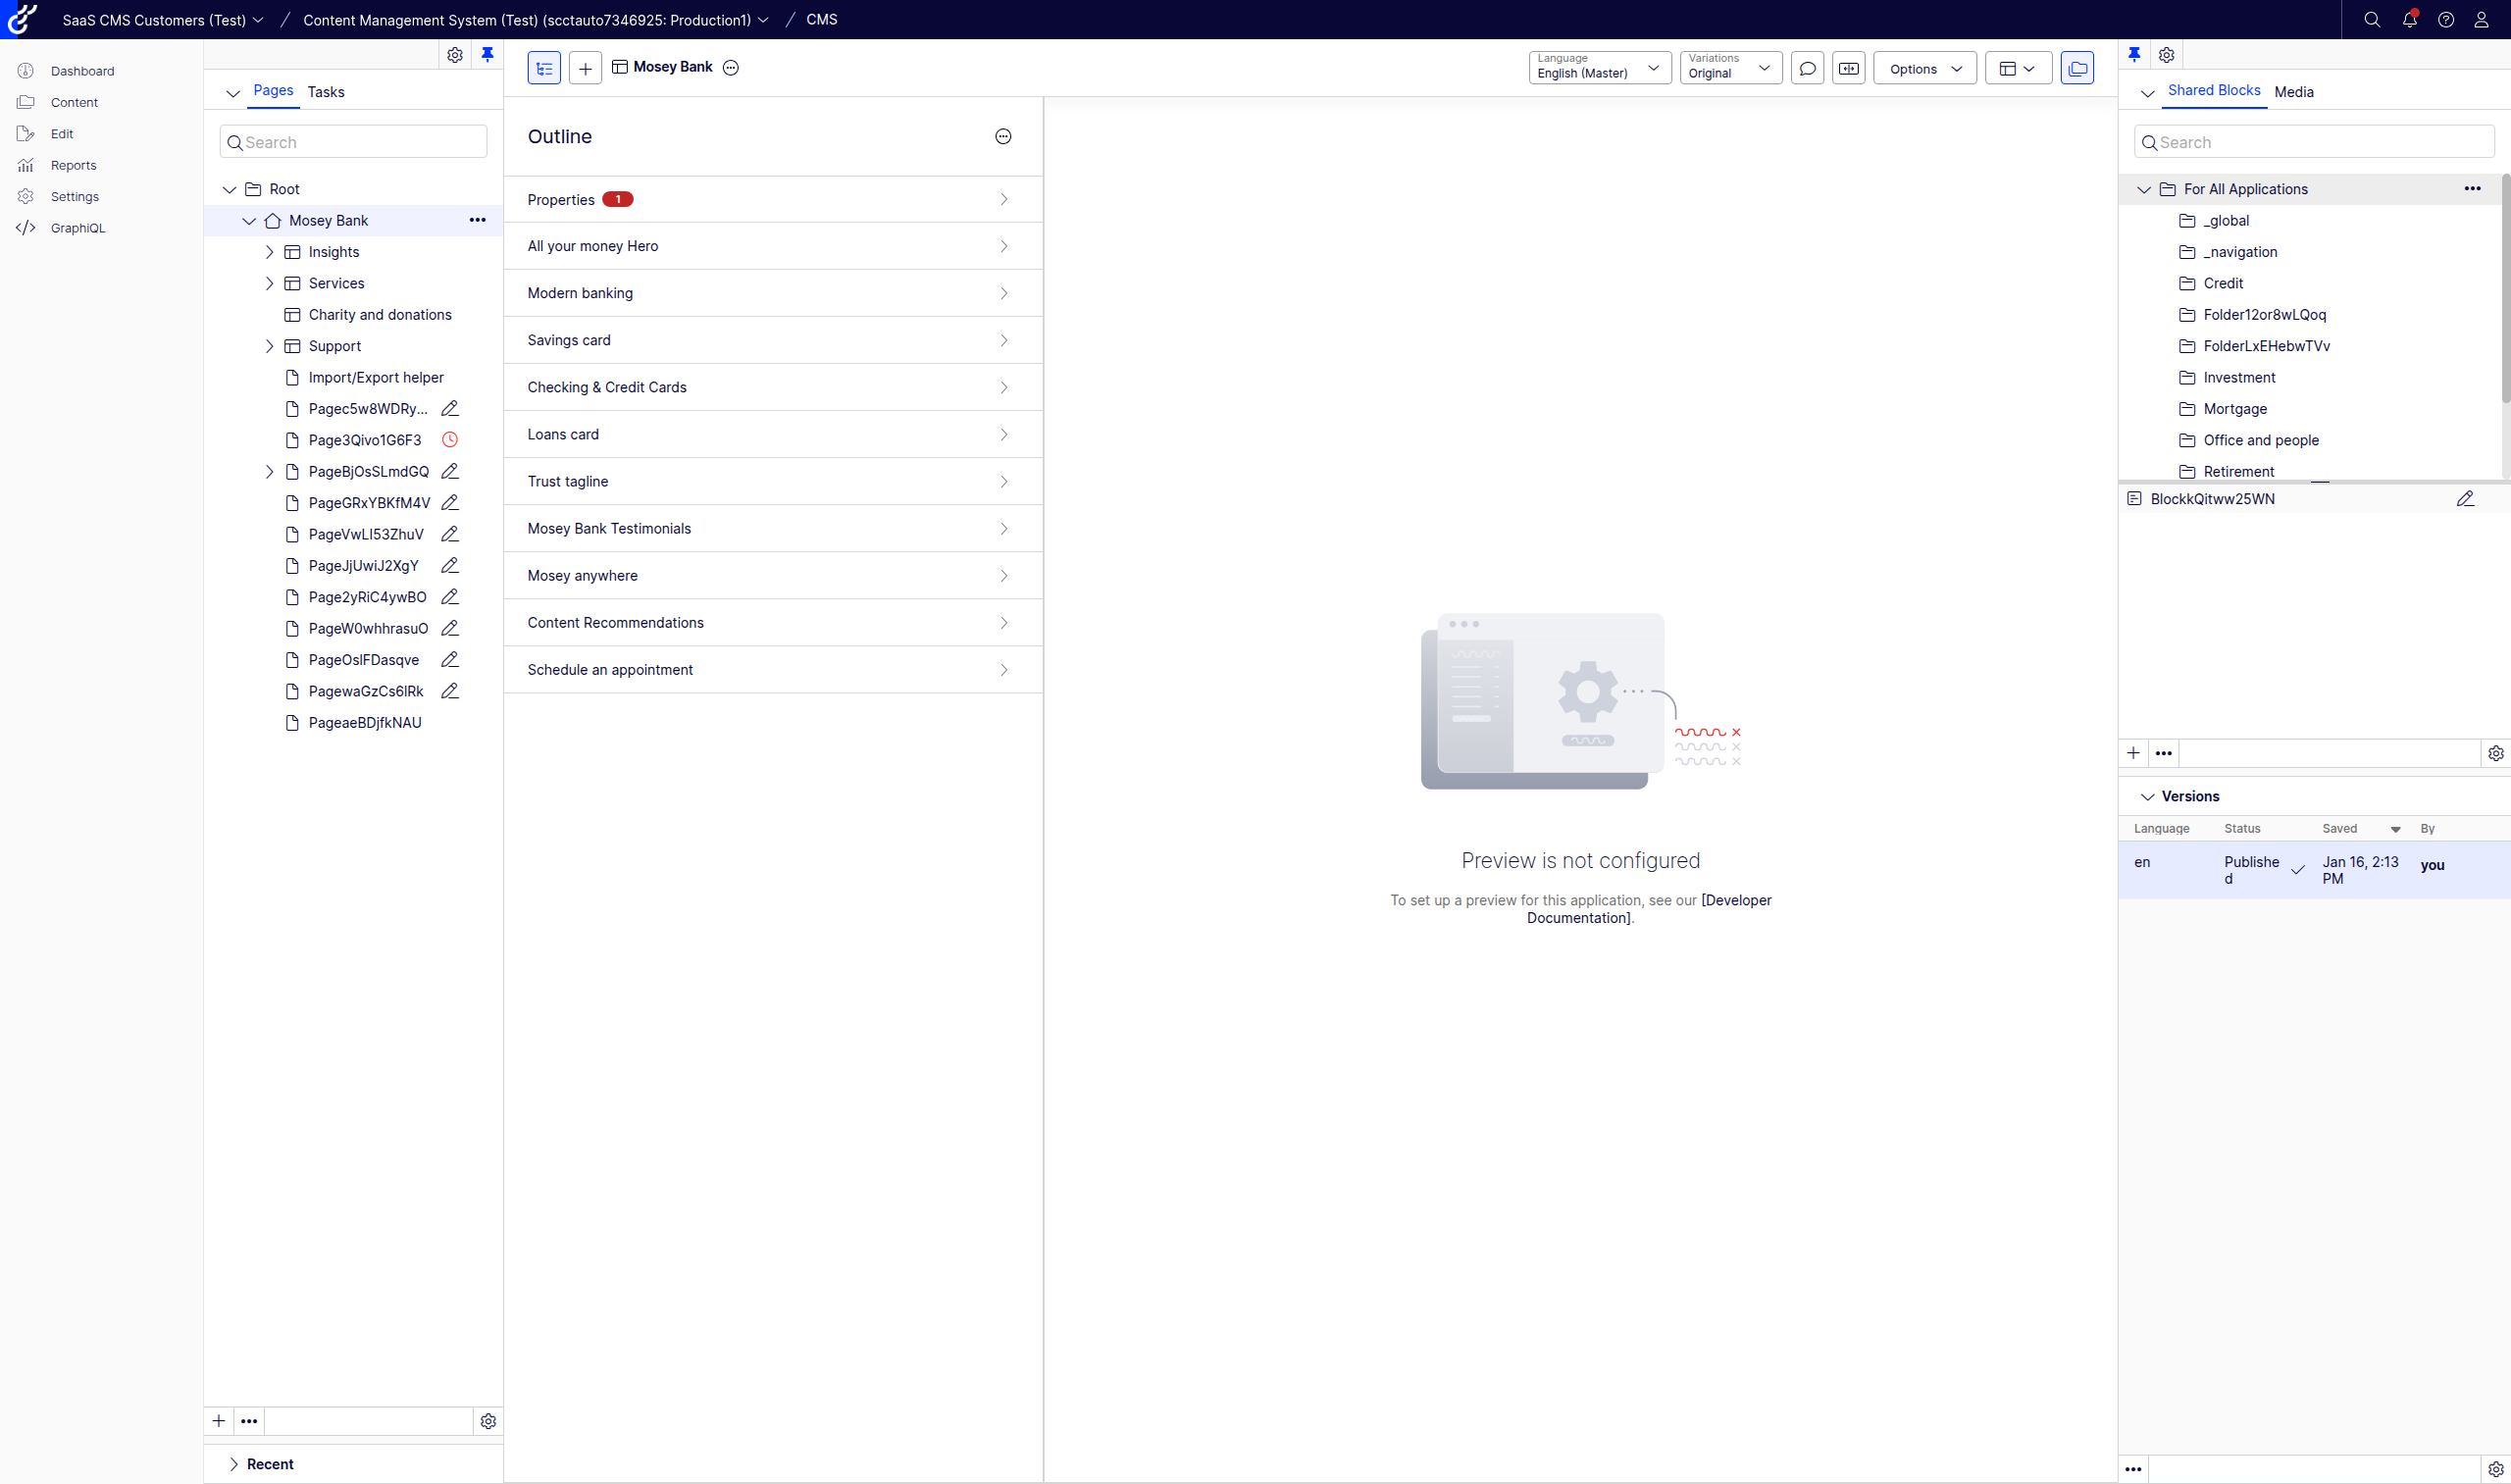 SaaS CMS Customers (Test) / Content Management System (Test) (scctauto7346925: Production1) / CMS
Dashboard
Content
Edit
Reports
Settings
GraphiQL
Pages Tasks
Search
Root
Mosey Bank
Insights
Services
Charity and donations
Support
Import/Export helper
Pagec5w8WDRy...
Page3Qivo1G6F3
PageBjOsSLmdGQ
PageGRxYBKfM4V
PageVwLI53ZhuV
PageJjUwiJ2XgY
Page2yRiC4ywBO
PageW0whhrasuO
PageOslFDasqve
PagewaGzCs6lRk
PageaeBDjfkNAU
Recent
Mosey Bank
Language
English (Master)
Variations
Original
Options
Outline
Properties 1
All your money Hero
Modern banking
Savings card
Checking & Credit Cards
Loans card
Trust tagline
Mosey Bank Testimonials
Mosey anywhere
Content Recommendations
Schedule an appointment
Preview is not configured
To set up a preview for this application, see our [Developer
Documentation].
Shared Blocks Media
Search
For All Applications
_global
_navigation
Credit
Folder12or8wLQoq
FolderLxEHebwTVv
Investment
Mortgage
Office and people
Retirement
BlockkQitww25WN
Versions
Language Status Saved By
en Publishe Jan 16, 2:13 you
d PM